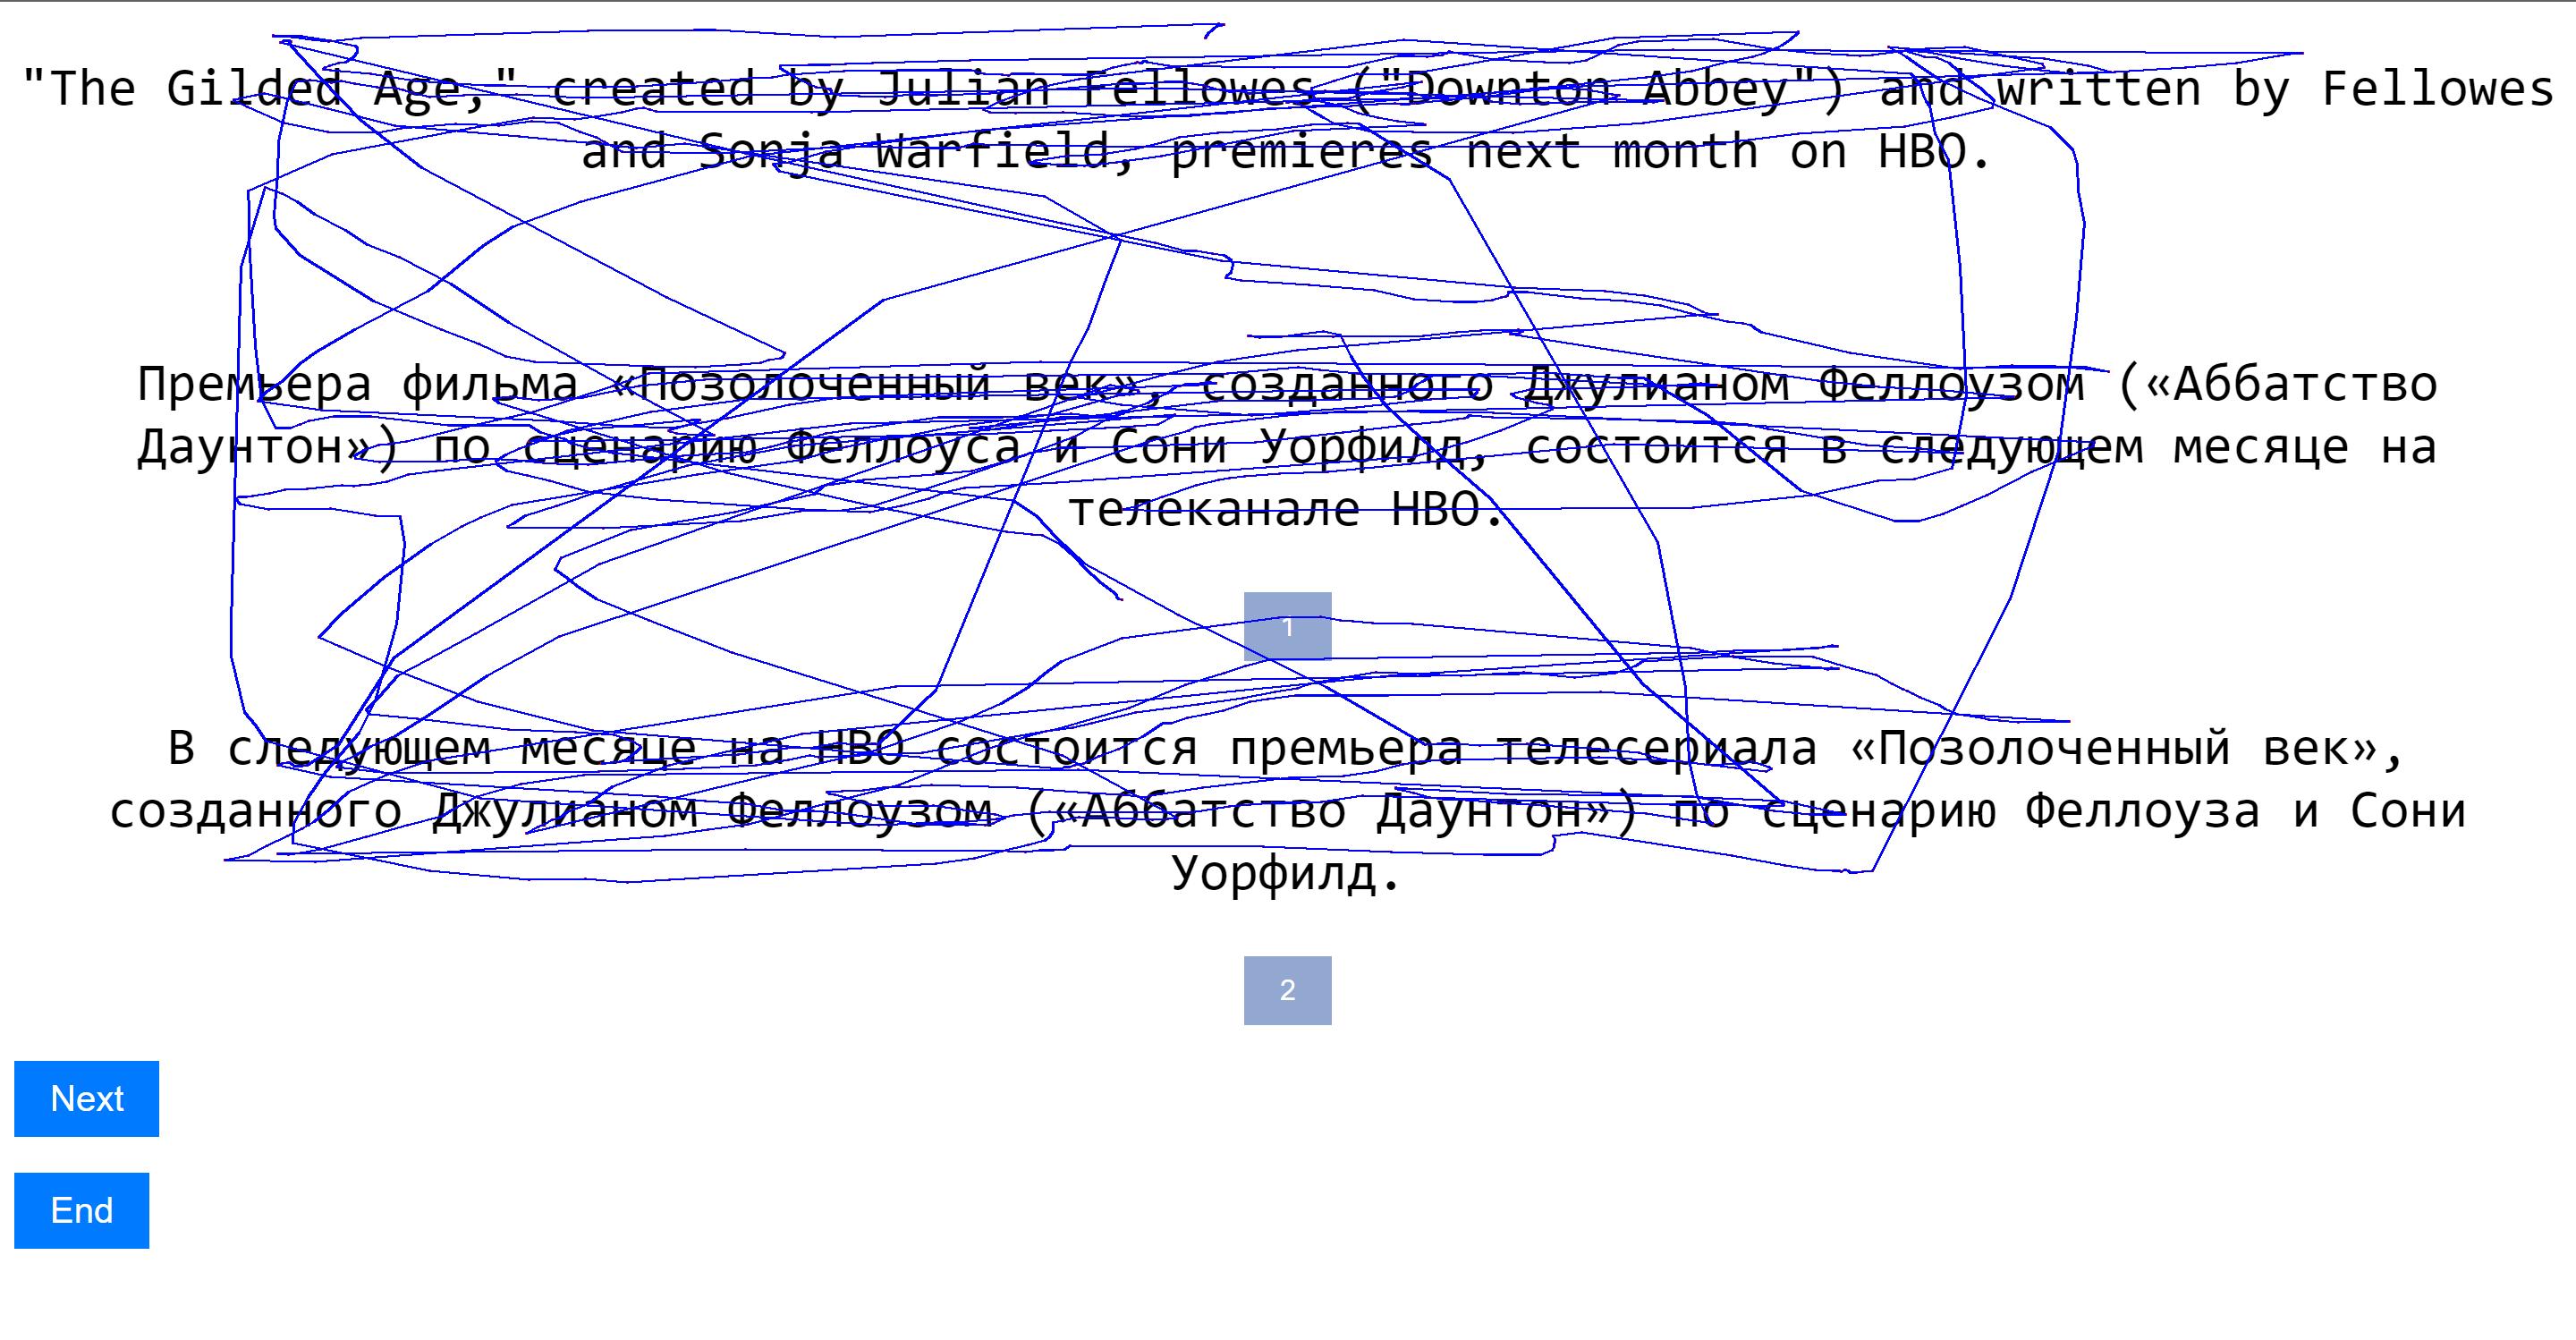 "The Gilded Age," created by Julian Fellowes ("Downton Abbey") and written by Fellowes
and Sonja Warfield, premieres next month on HBO.
Премьера фильма «Позолоченный век», созданного Джулианом Феллоузом («Аббатство
Даунтон») по сценарию Феллоуса и Сони Уорфилд, состоится в следующем месяце на
телеканале HBO.
1
В следующем месяце на HBO состоится премьера телесериала «Позолоченный век»,
созданного Джулианом Феллоузом («Аббатство Даунтон») по сценарию Феллоуза и Сони
Уорфилд.
2
Next
End